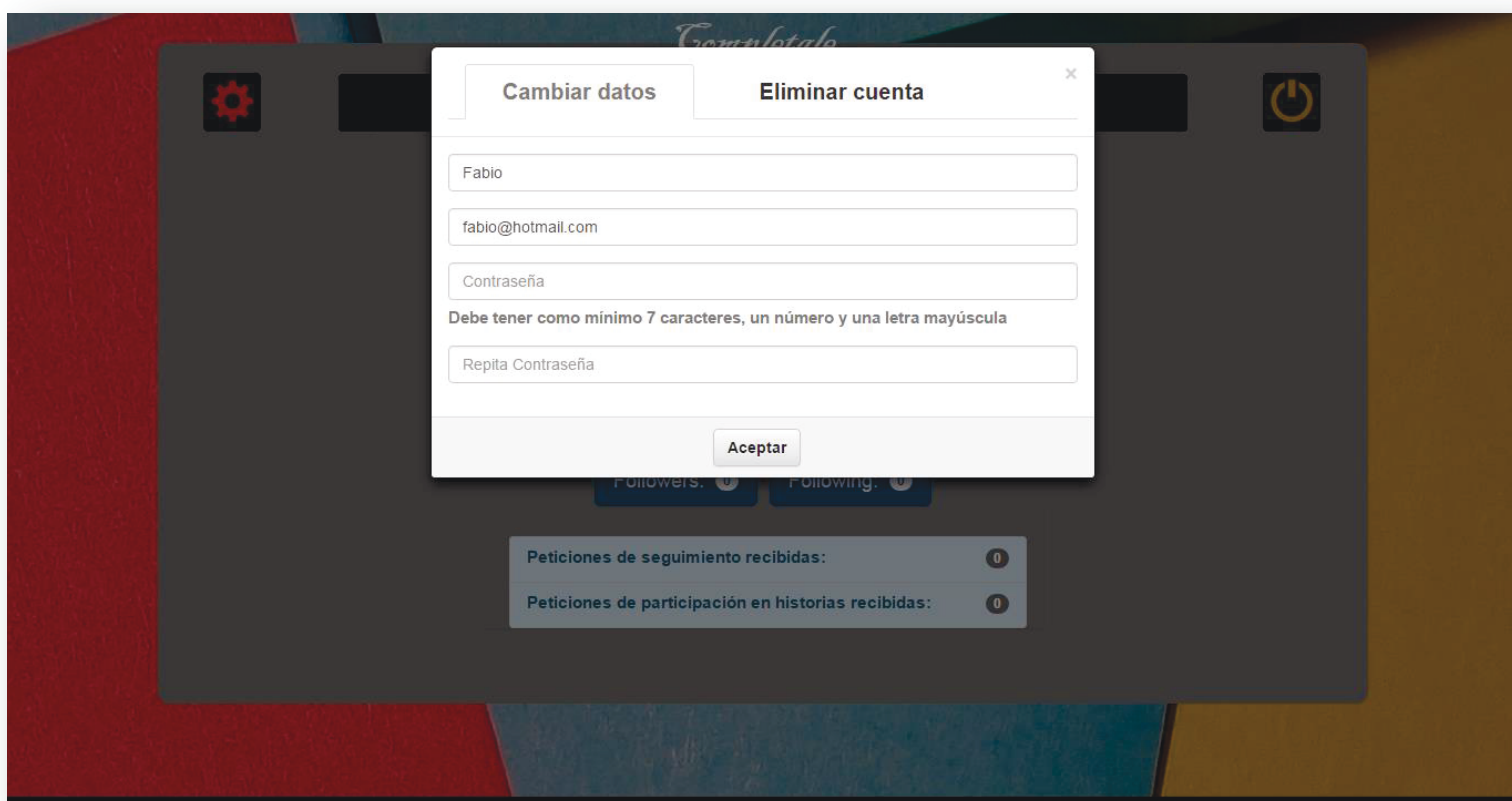 Completale
Cambiar datos
Eliminar cuenta
×
Fabio
fabio@hotmail.com
Contraseña
Debe tener como mínimo 7 caracteres, un número y una letra mayúscula
Repita Contraseña
Aceptar
Followers: 0
Following: 0
Peticiones de seguimiento recibidas: 0
Peticiones de participación en historias recibidas: 0